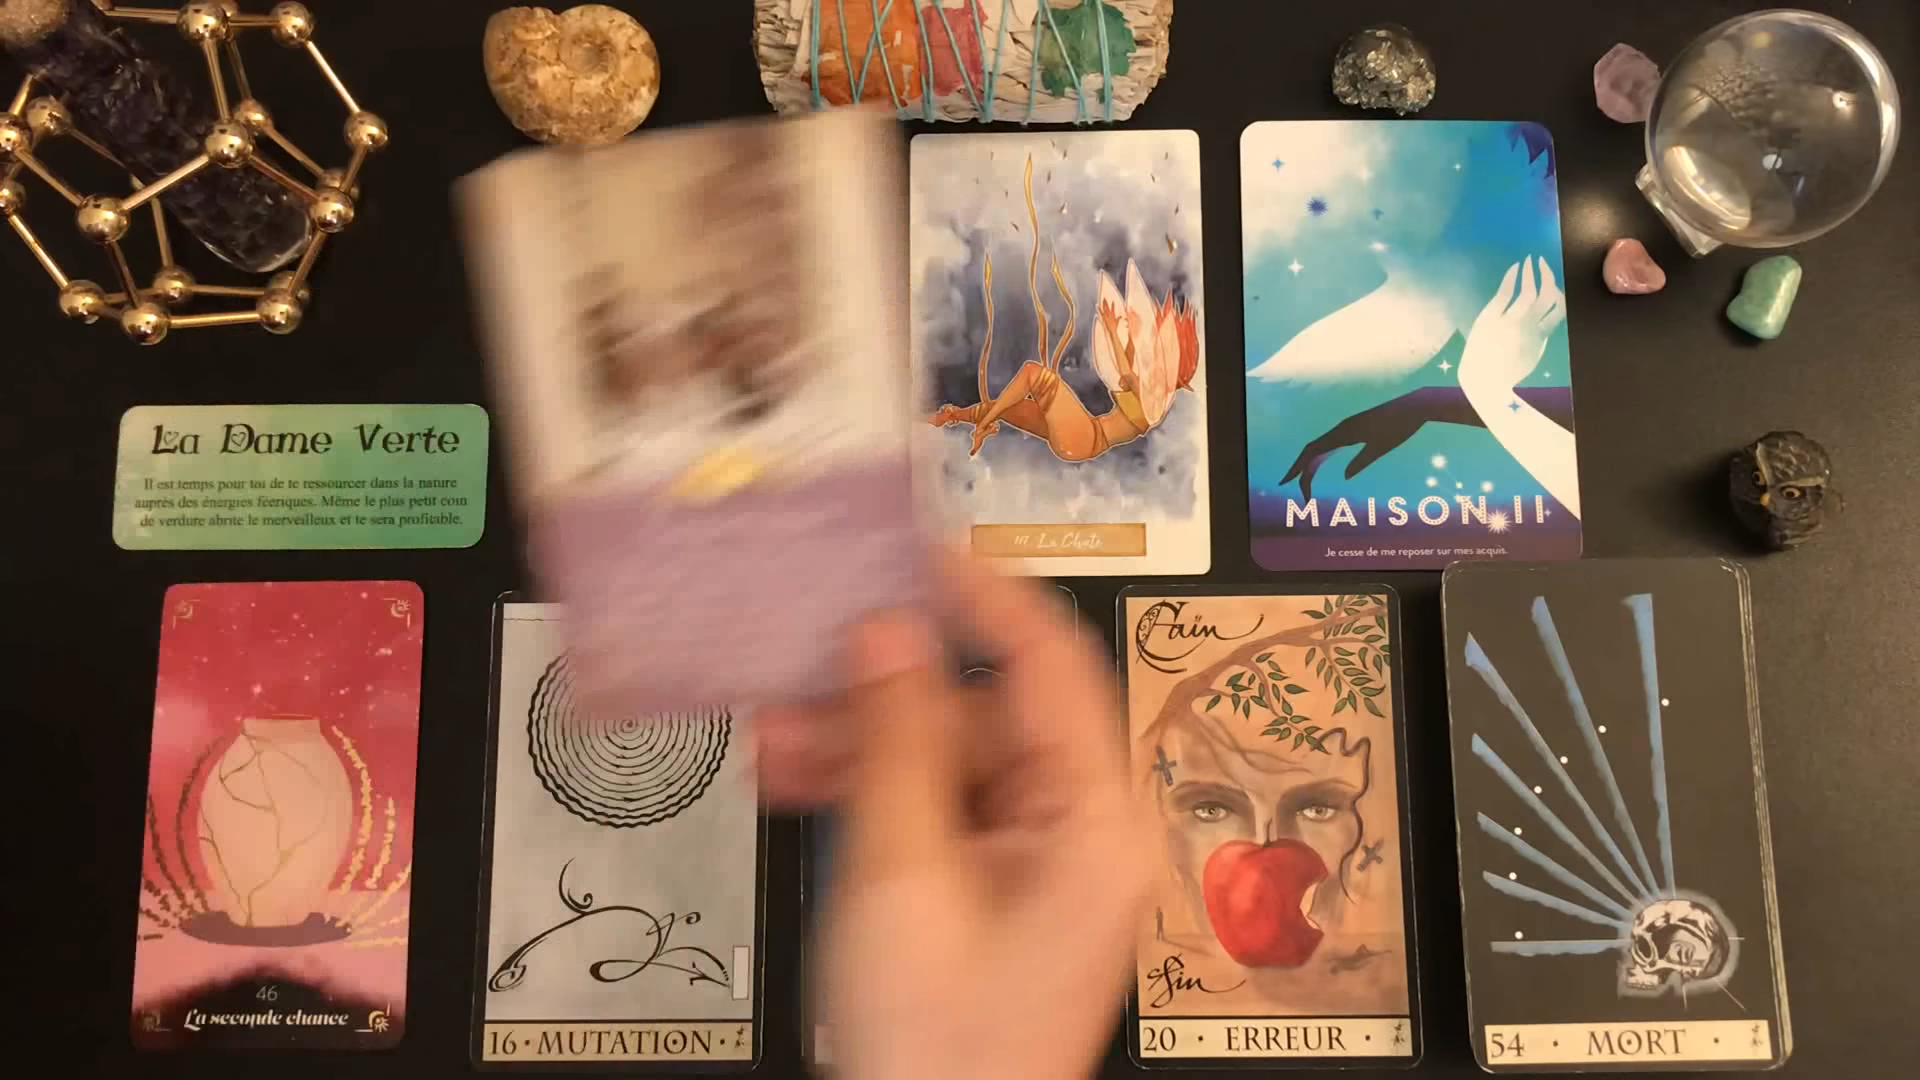 La Dame Verte
Il est temps pour toi de te ressourcer dans la nature
auprès des énergies féeriques. Même le plus petit coin
de verdure abrite le merveilleux et te sera profitable.
La Chute
MAISON II
Je cesse de me reposer sur mes acquis.
46
La seconde chance
16 · MUTATION ·
Caïn
Fin
20 · ERREUR ·
54 · MORT ·